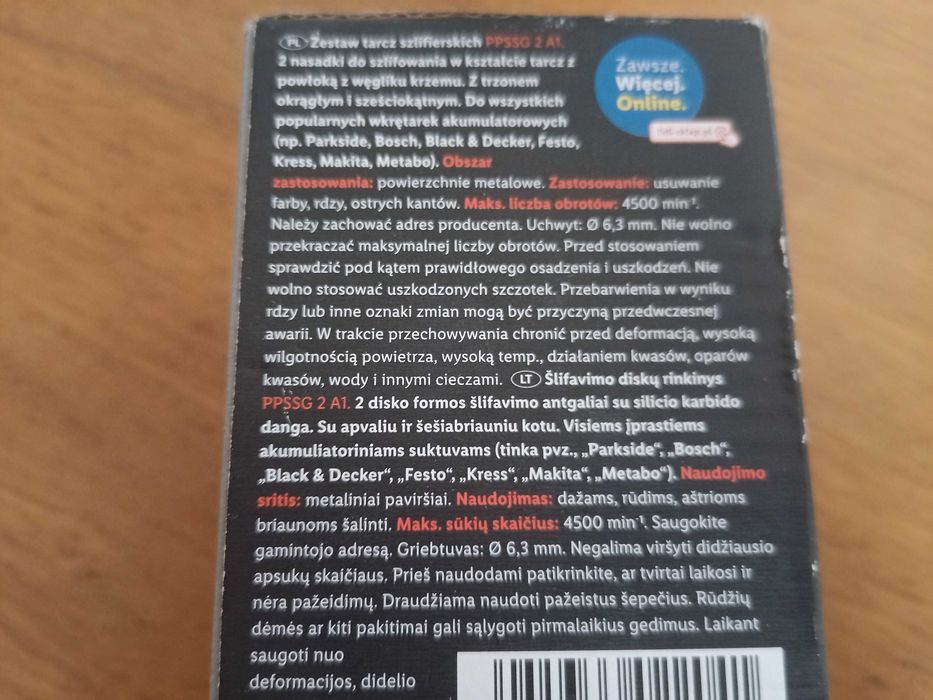 PL Zestaw tarcz szlifierskich PPSSG 2 A1.
2 nasadki do szlifowania w kształcie tarcz z
powłoką z węgliku krzemu. Z trzonem
okrągłym i sześciokątnym. Do wszystkich
popularnych wkrętarek akumulatorowych
(np. Parkside, Bosch, Black & Decker, Festo,
Kress, Makita, Metabo). Obszar
zastosowania: powierzchnie metalowe. Zastosowanie: usuwanie
farby, rdzy, ostrych kantów. Maks. liczba obrotów: 4500 min⁻¹.
Należy zachować adres producenta. Uchwyt: Ø 6,3 mm. Nie wolno
przekraczać maksymalnej liczby obrotów. Przed stosowaniem
sprawdzić pod kątem prawidłowego osadzenia i uszkodzeń. Nie
wolno stosować uszkodzonych szczotek. Przebarwienia w wyniku
rdzy lub inne oznaki zmian mogą być przyczyną przedwczesnej
awarii. W trakcie przechowywania chronić przed deformacją, wysoką
wilgotnością powietrza, wysoką temp., działaniem kwasów, oparów
kwasów, wody i innymi cieczami. LT Šlifavimo diskų rinkinys
PPSSG 2 A1. 2 disko formos šlifavimo antgaliai su silicio karbido
danga. Su apvaliu ir šešiabriauniu kotu. Visiems įprastiems
akumuliatoriniams suktuvams (tinka pvz., „Parkside“, „Bosch“,
„Black & Decker“, „Festo“, „Kress“, „Makita“, „Metabo“). Naudojimo
sritis: metaliniai paviršiai. Naudojimas: dažams, rūdims, aštrioms
briaunoms šalinti. Maks. sūkių skaičius: 4500 min⁻¹. Saugokite
gamintojo adresą. Griebtuvas: Ø 6,3 mm. Negalima viršyti didžiausio
apsukų skaičiaus. Prieš naudodami patikrinkite, ar tvirtai laikosi ir
nėra pažeidimų. Draudžiama naudoti pažeistus šepečius. Rūdžių
dėmės ar kiti pakitimai gali sąlygoti pirmalaikius gedimus. Laikant
saugoti nuo
deformacijos, didelio
Zawsze.
Więcej.
Online.
lidl-sklep.pl